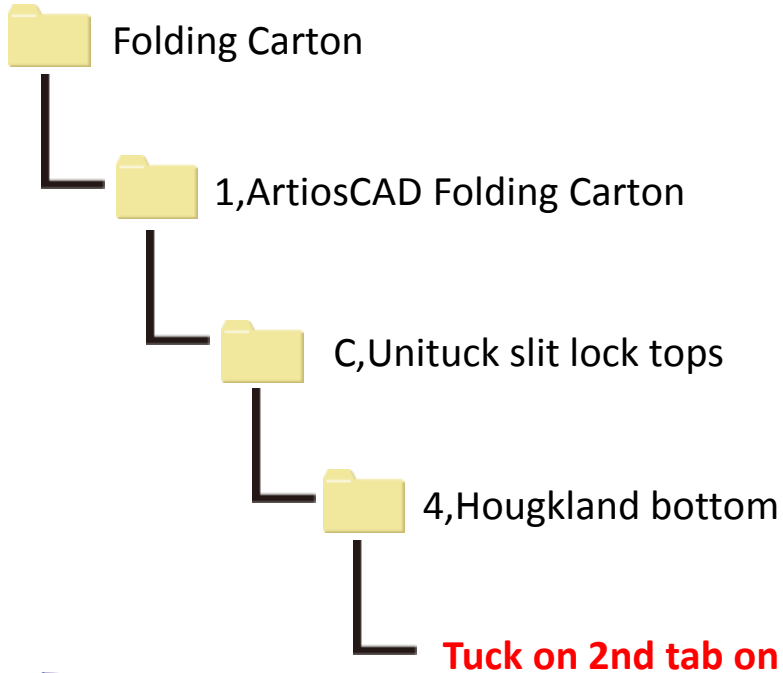 Folding Carton
1,ArtiosCAD Folding Carton
C,Unituck slit lock tops
4,Hougkland bottom
Tuck on 2nd tab on